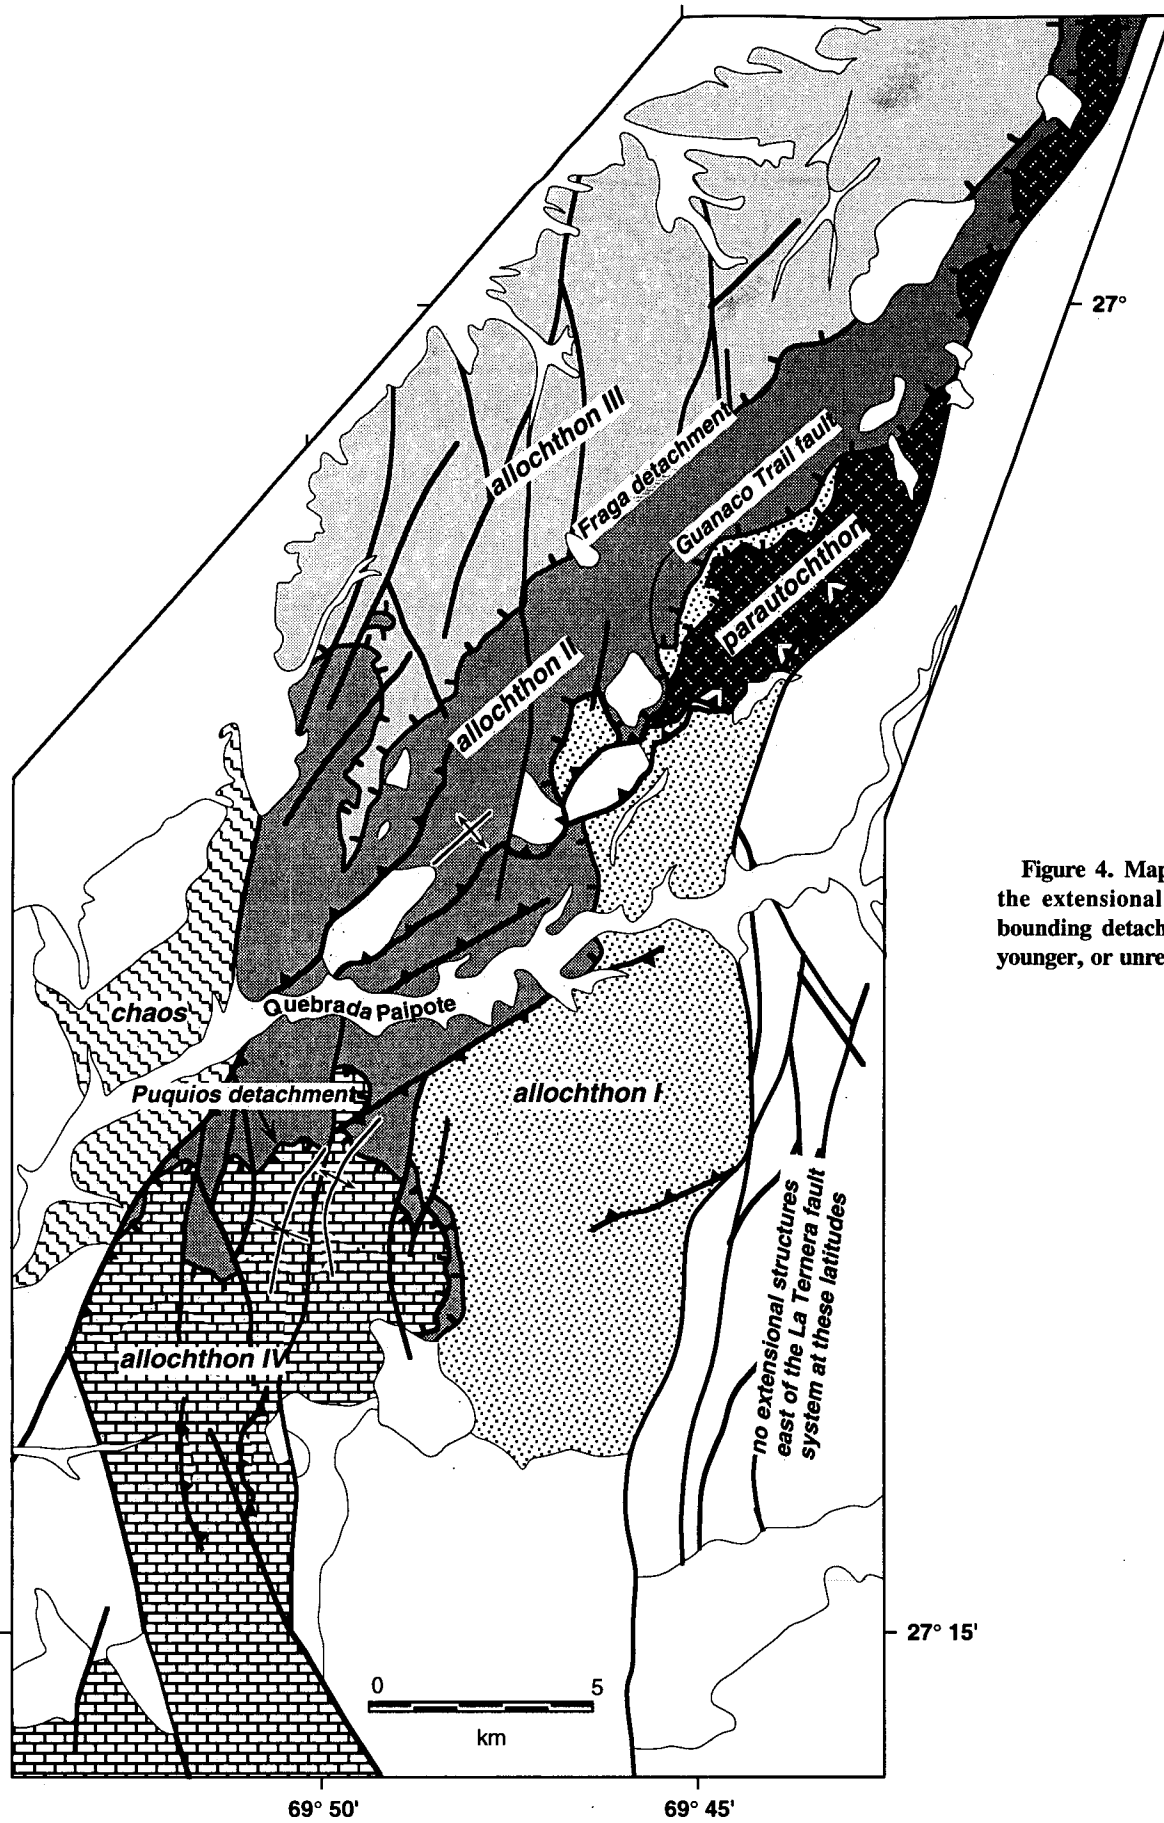 27°
allochthon III
Fraga detachment
Guanaco Trail fault
parautochthon
allochthon II
Figure 4. Map
the extensional
bounding detach
younger, or unre
chaos
Quebrada Paipote
Puquios detachment
allochthon I
no extensional structures
east of the La Ternera fault
system at these latitudes
allochthon IV
27° 15'
0 5
km
69° 50' 69° 45'